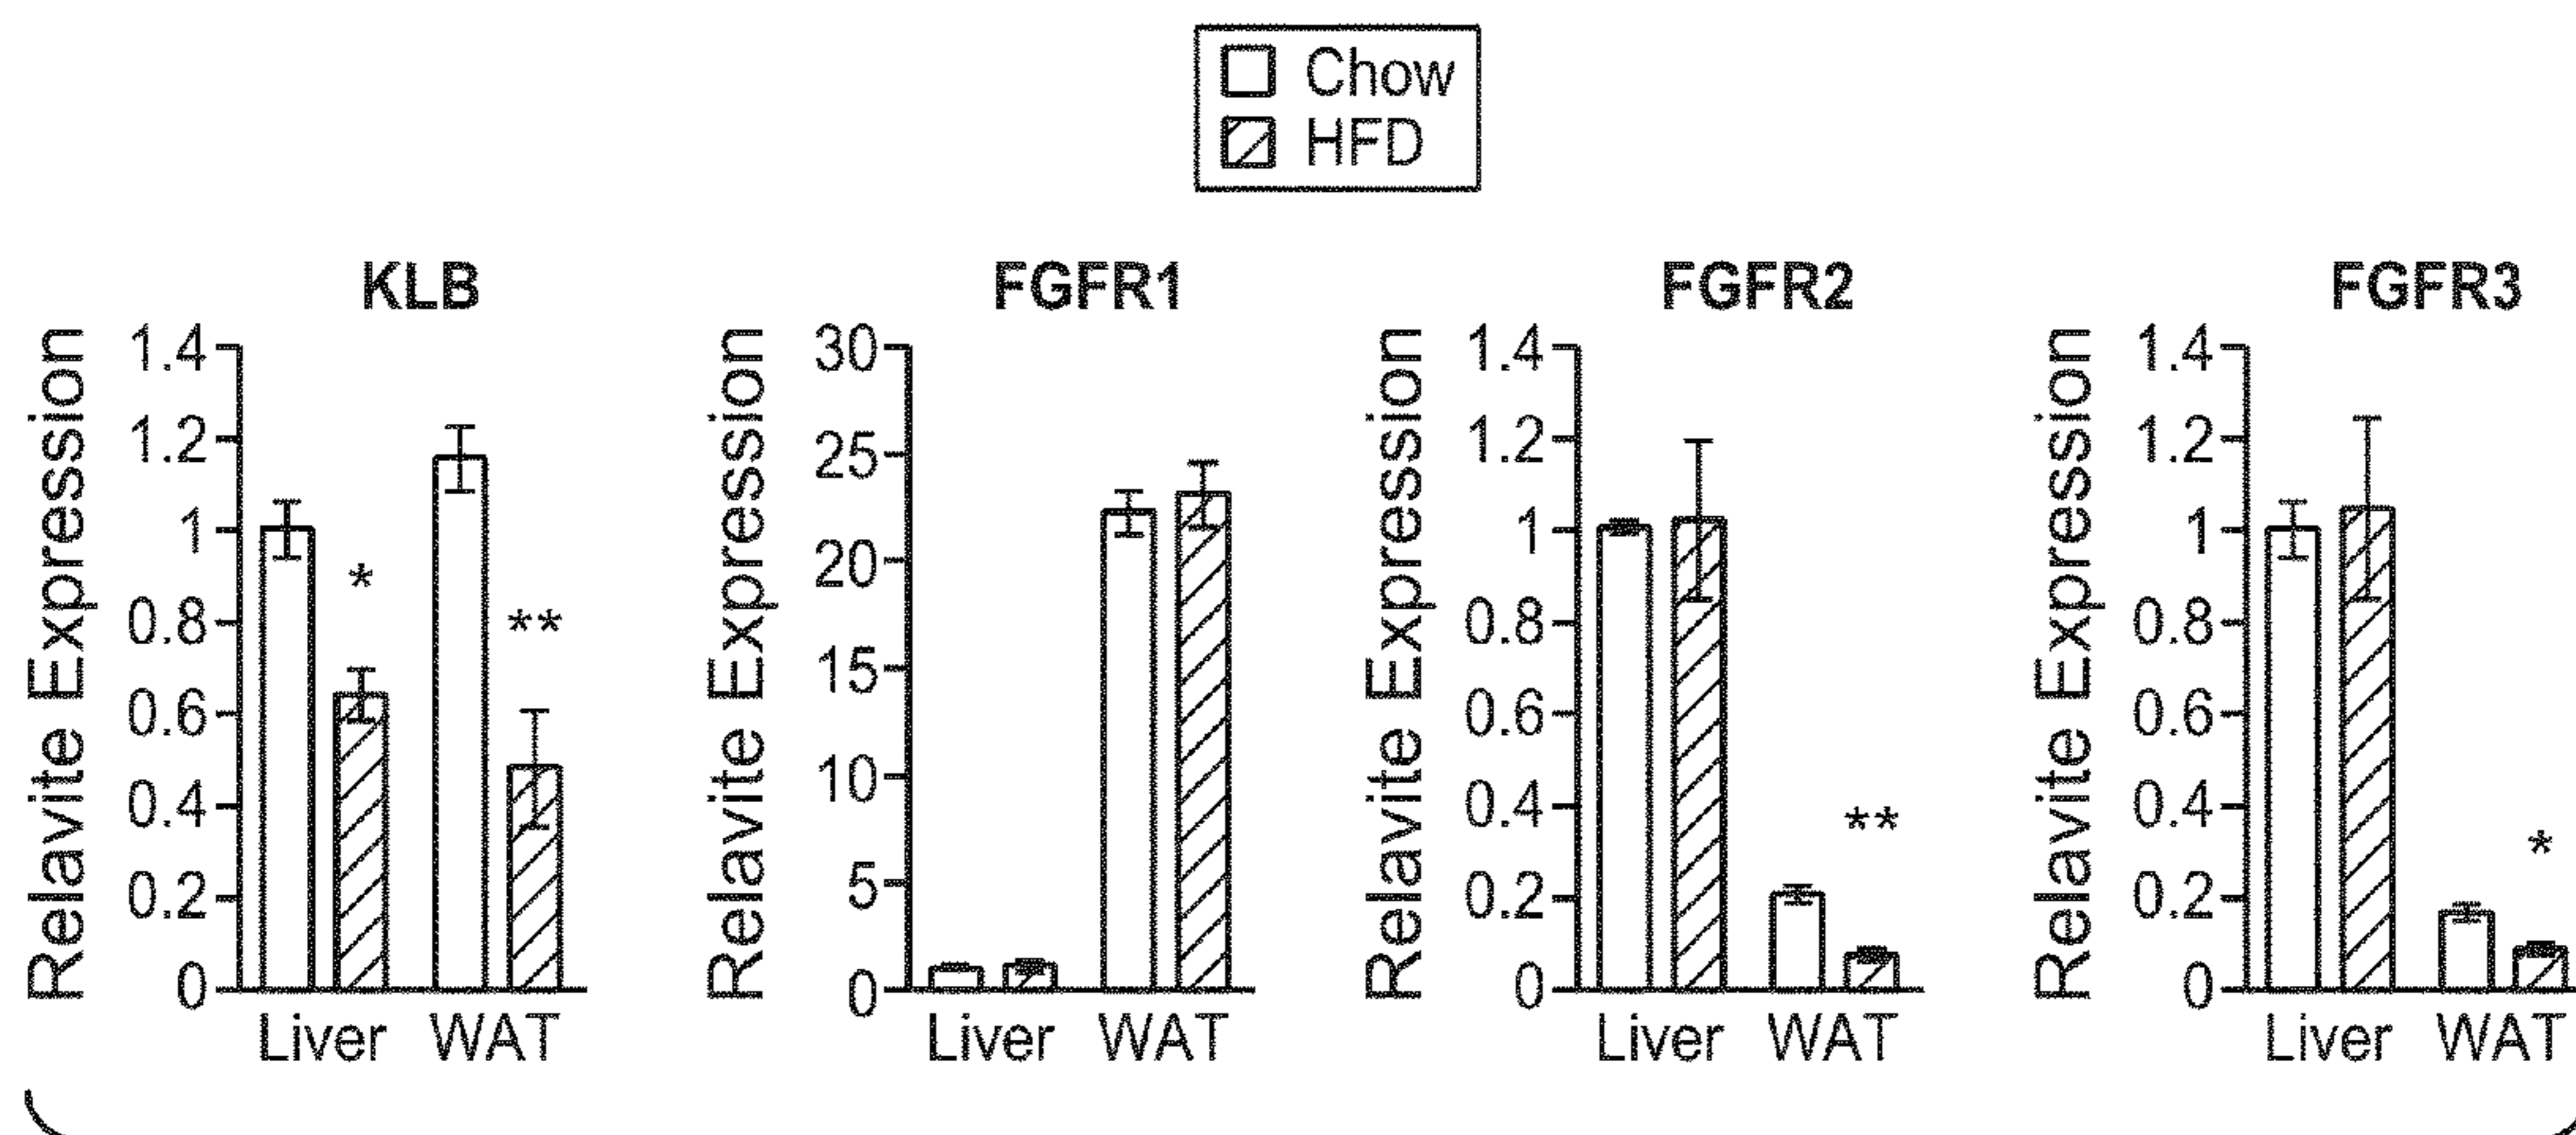 Chow
HFD
KLB
Relavite Expression
1.4
1.2
1
0.8
0.6
0.4
0.2
0
*
**
Liver WAT
FGFR1
Relavite Expression
30
25
20
15
10
5
0
Liver WAT
FGFR2
Relavite Expression
1.4
1.2
1
0.8
0.6
0.4
0.2
0
**
Liver WAT
FGFR3
Relavite Expression
1.4
1.2
1
0.8
0.6
0.4
0.2
0
*
Liver WAT